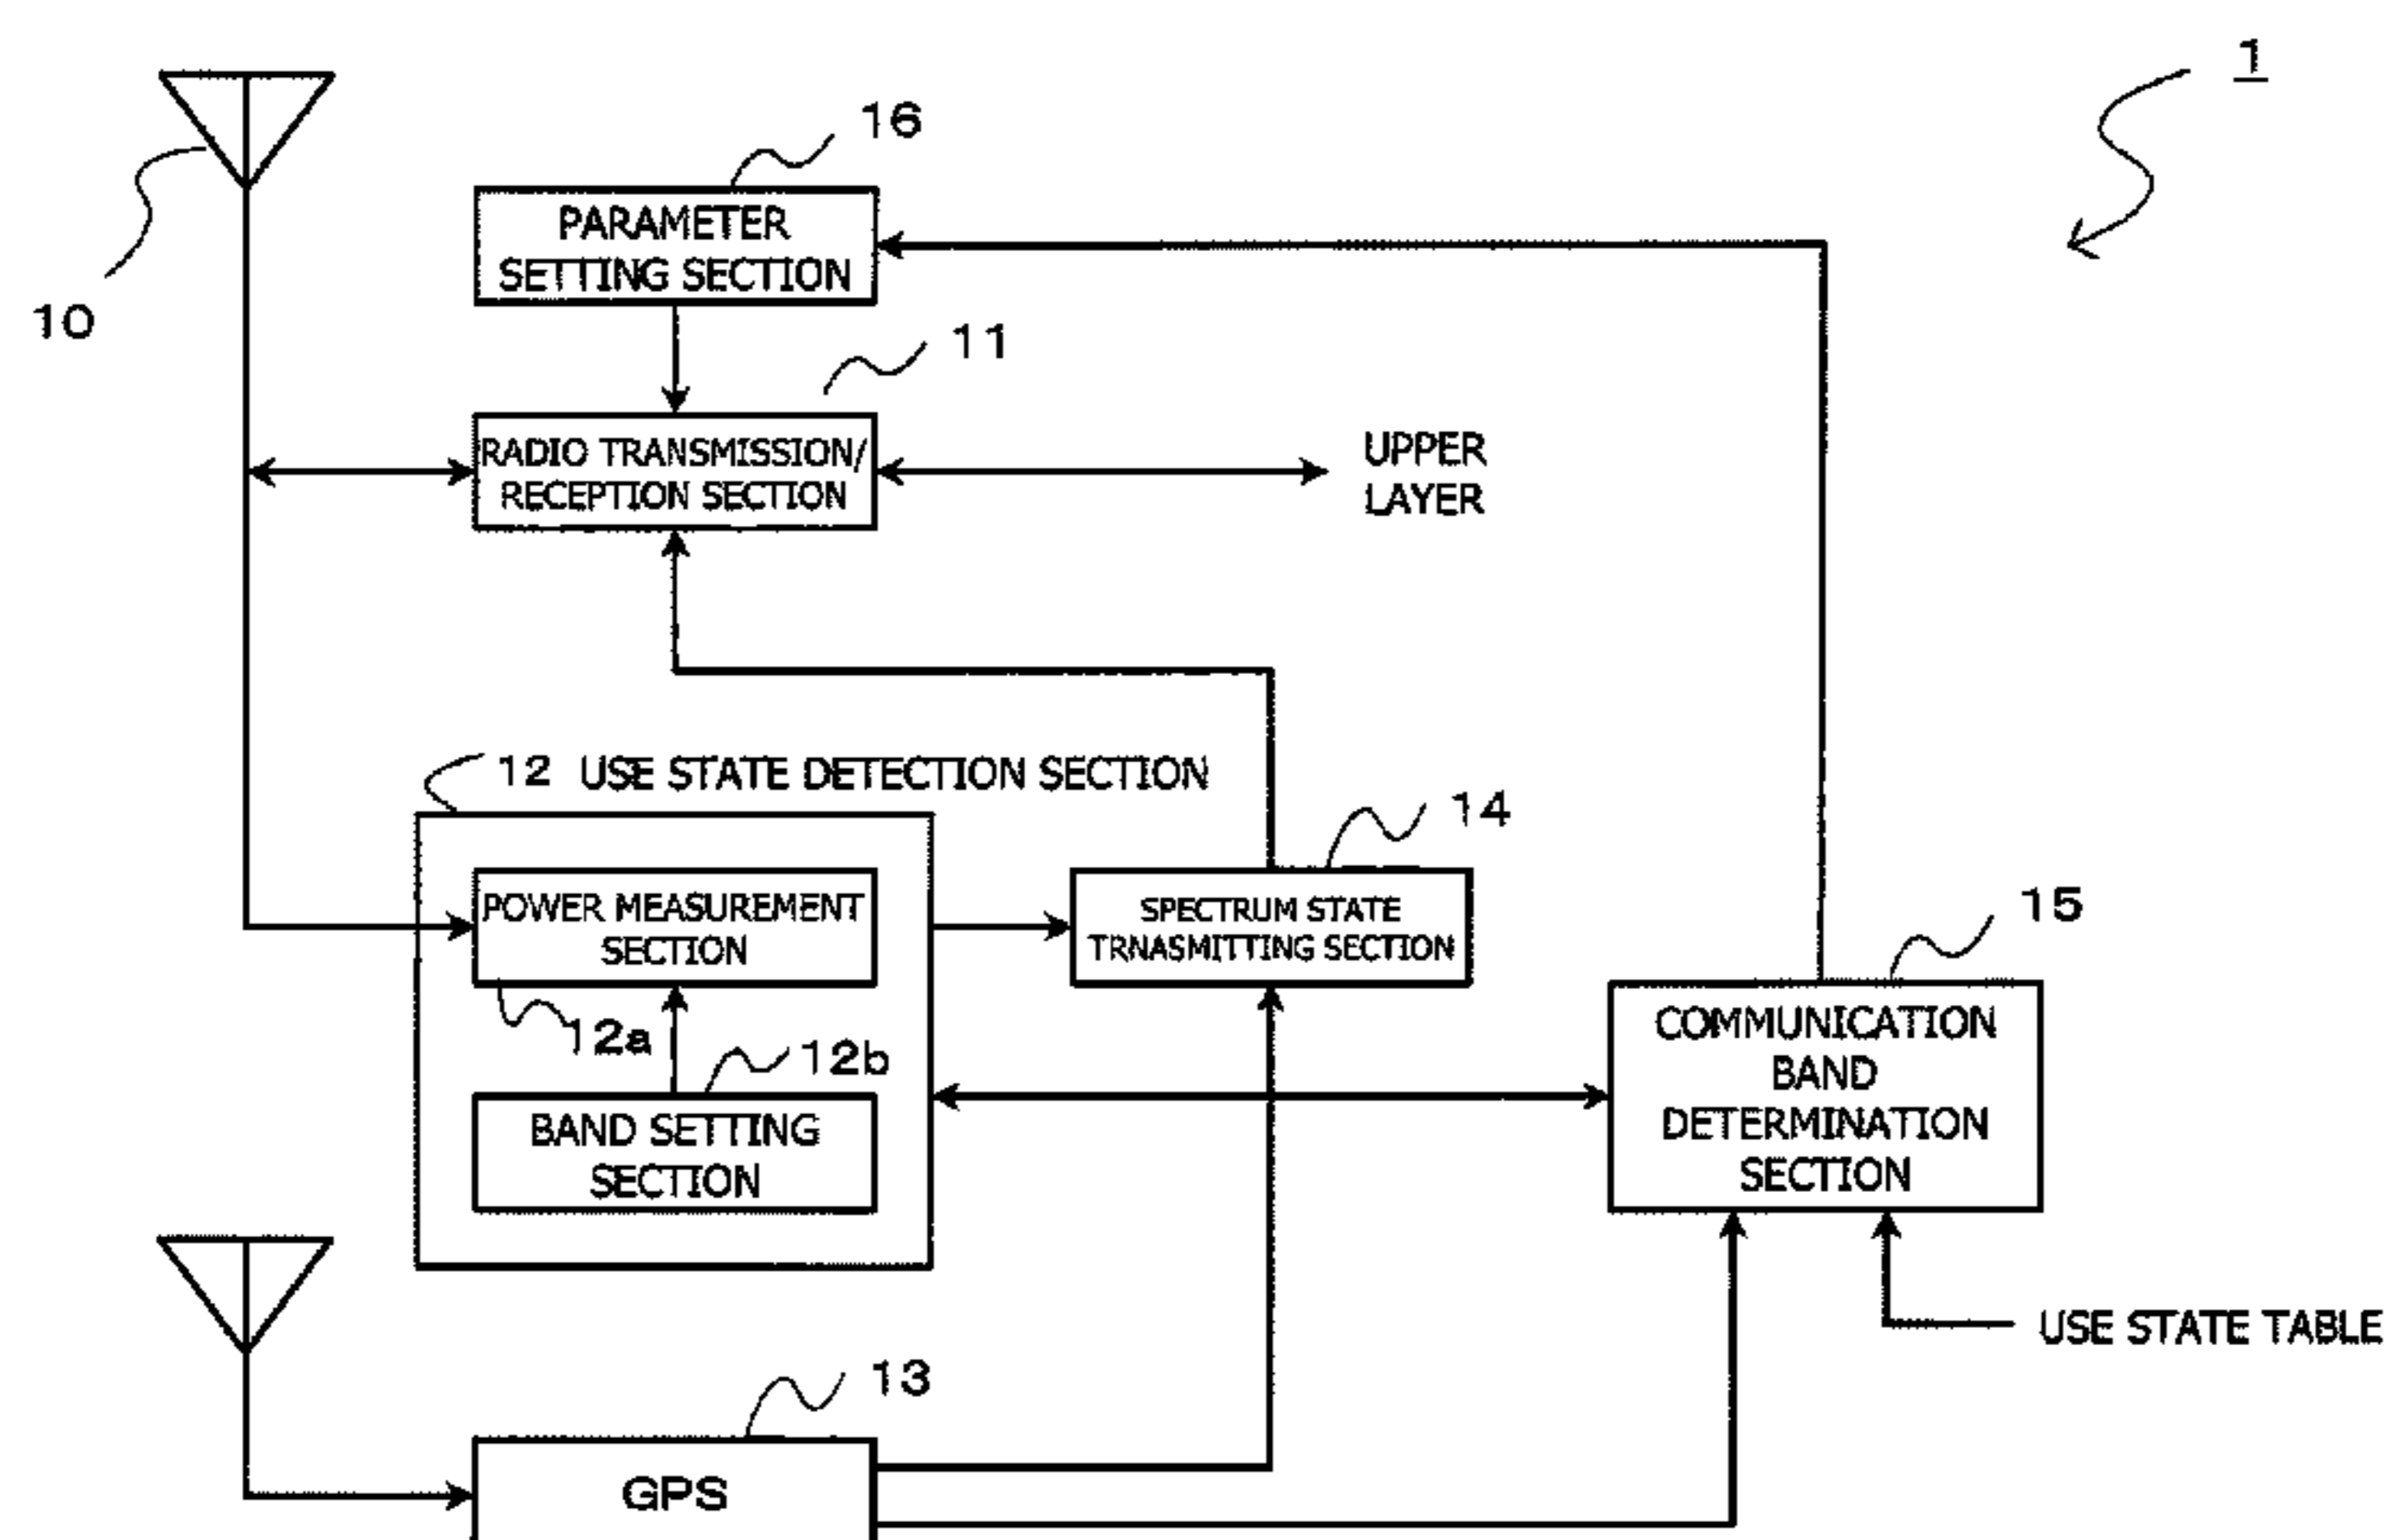 1
16
PARAMETER
SETTING SECTION
10
11
RADIO TRANSMISSION/
RECEPTION SECTION
UPPER
LAYER
12 USE STATE DETECTION SECTION
14
POWER MEASUREMENT
SECTION
SPECTRUM STATE
TRNASMITTING SECTION
15
12a
12b
COMMUNICATION
BAND
DETERMINATION
SECTION
BAND SETTING
SECTION
USE STATE TABLE
13
GPS